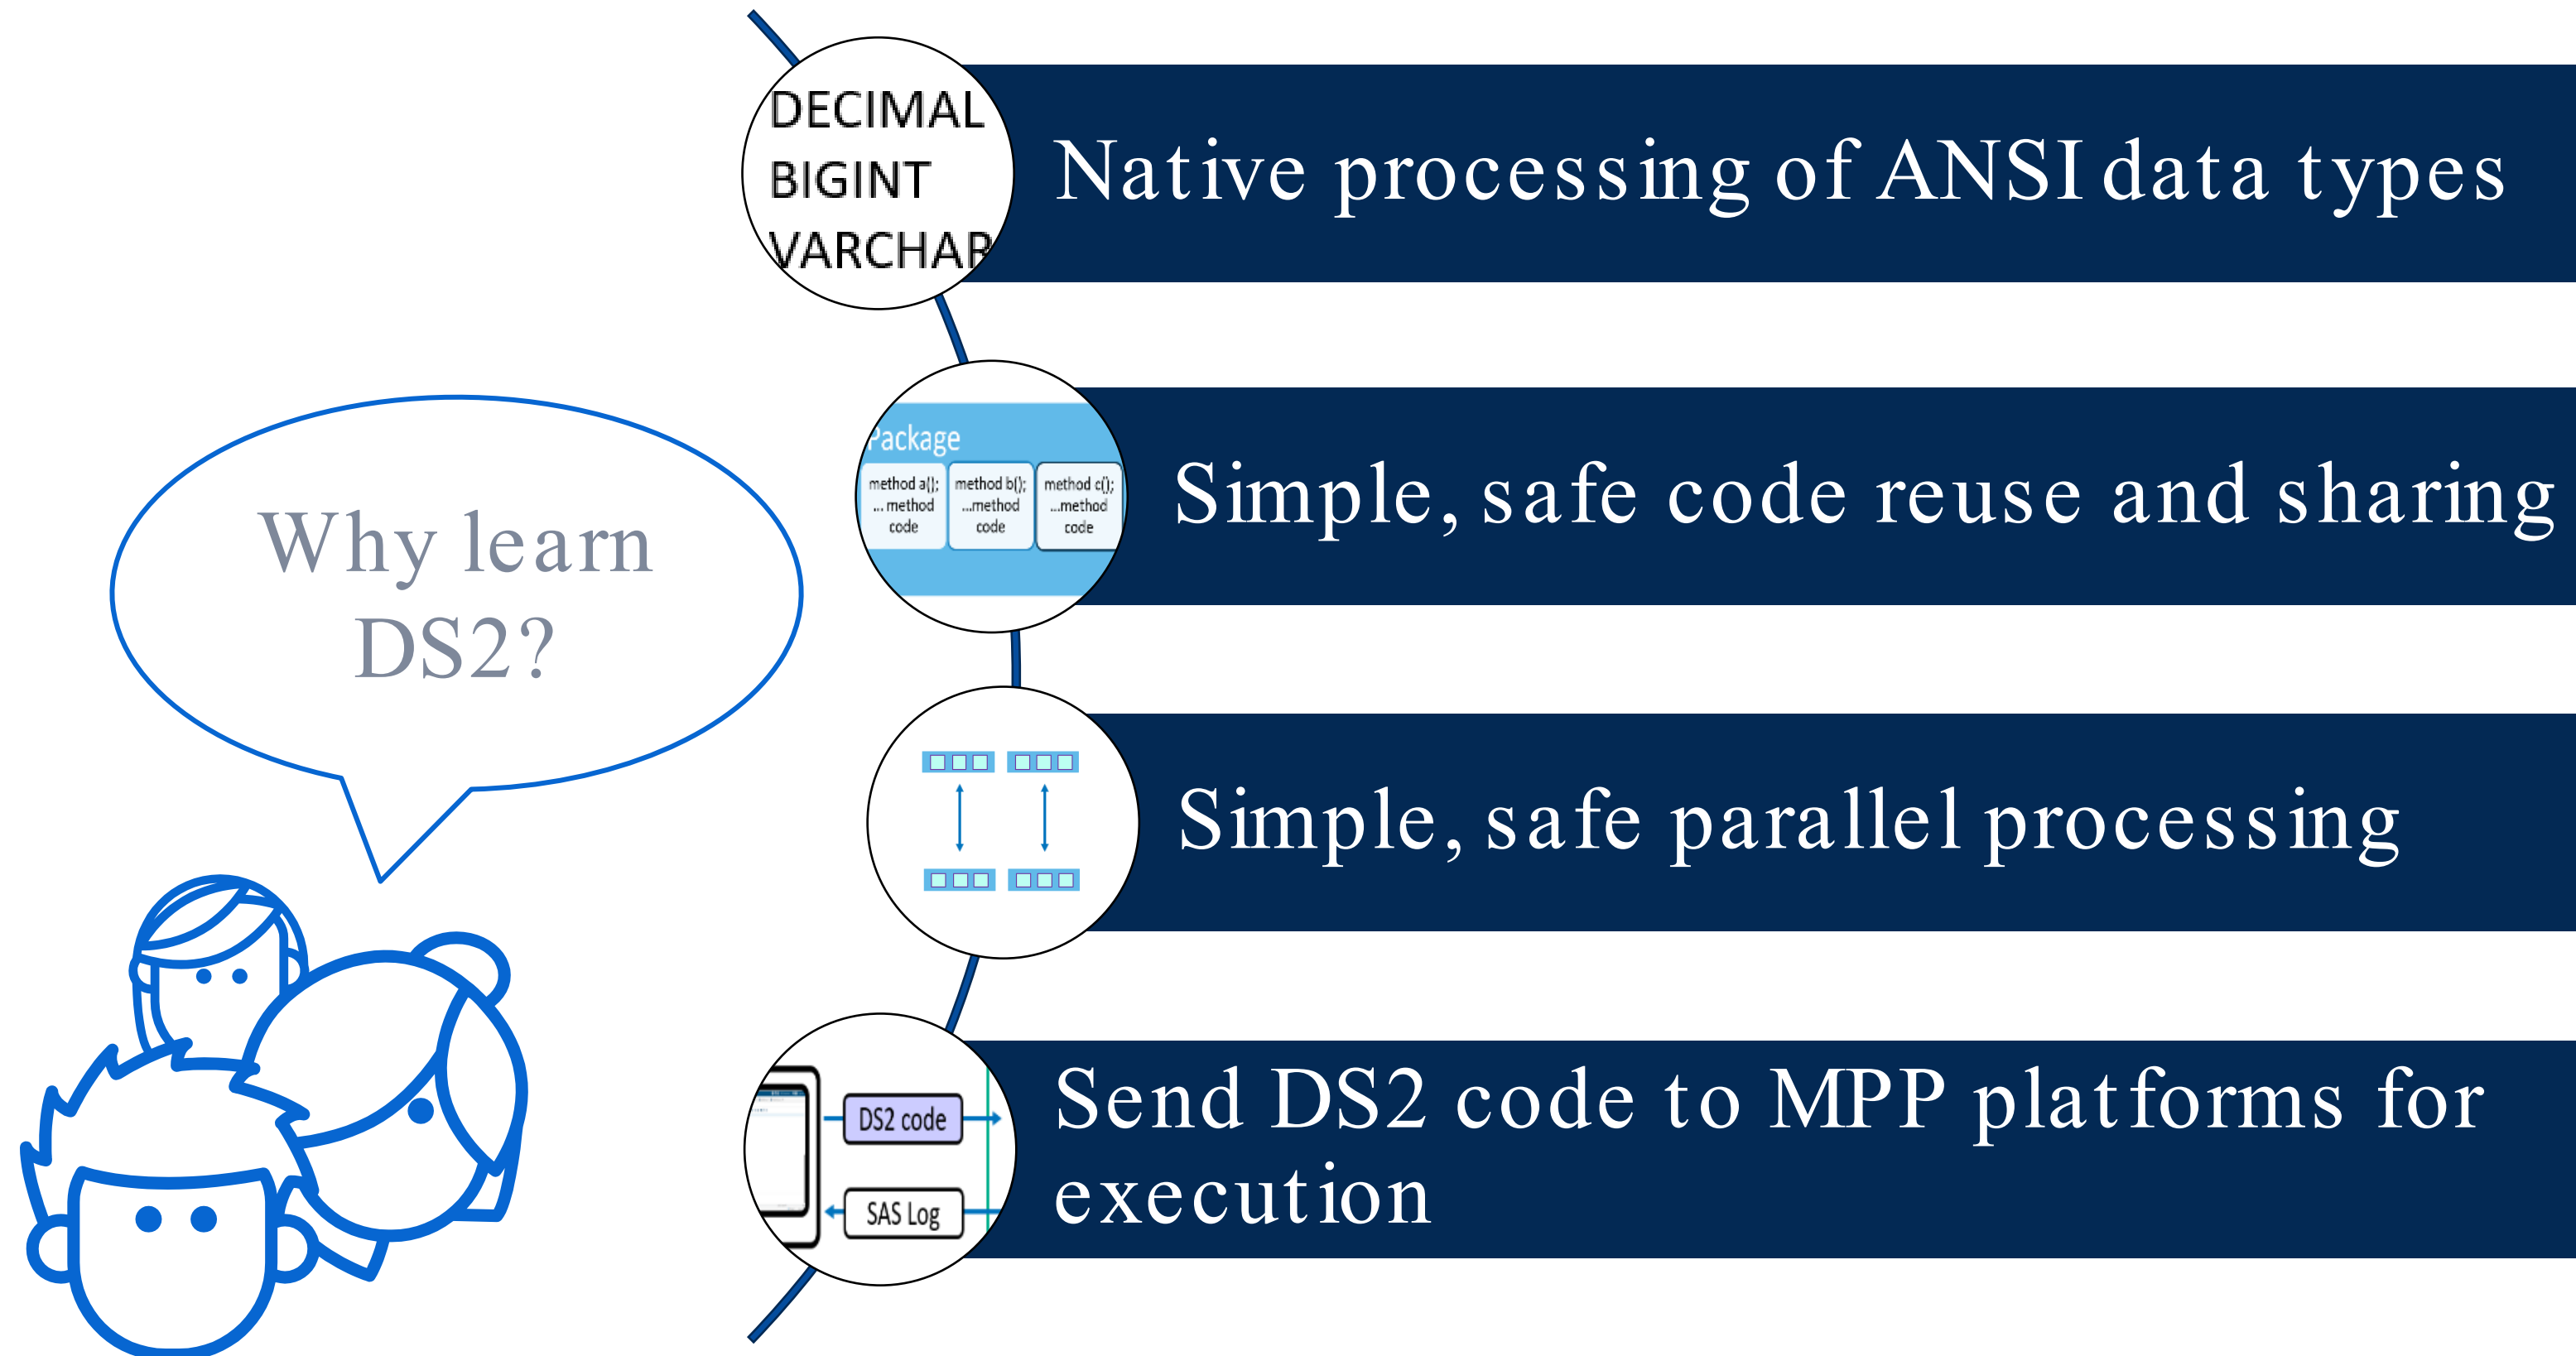 Why learn
DS2?
DECIMAL
BIGINT
VARCHAR
Native processing of ANSI data types
Package
method a();
... method
code
method b();
...method
code
method c();
...method
code
Simple, safe code reuse and sharing
Simple, safe parallel processing
DS2 code
SAS Log
Send DS2 code to MPP platforms for
execution